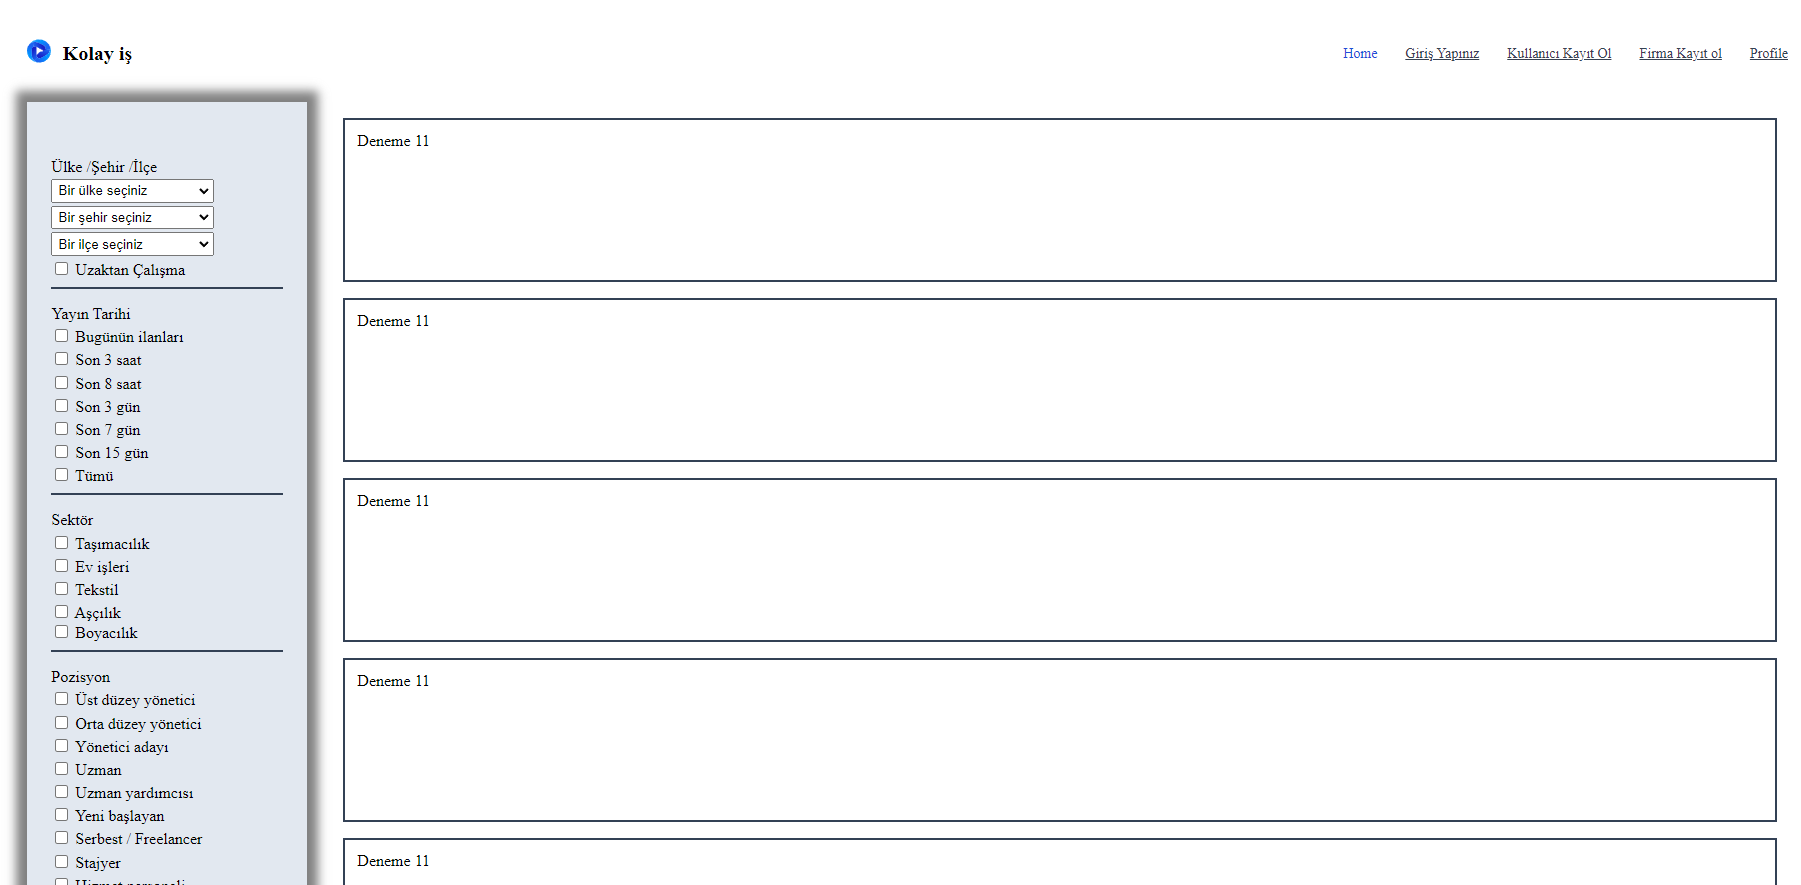 Kolay iş
Home Giriş Yapınız Kullanıcı Kayıt Ol Firma Kayıt ol Profile
Ülke /Şehir /İlçe
Bir ülke seçiniz
Bir şehir seçiniz
Bir ilçe seçiniz
Uzaktan Çalışma
Yayın Tarihi
Bugünün ilanları
Son 3 saat
Son 8 saat
Son 3 gün
Son 7 gün
Son 15 gün
Tümü
Sektör
Taşımacılık
Ev işleri
Tekstil
Aşçılık
Boyacılık
Pozisyon
Üst düzey yönetici
Orta düzey yönetici
Yönetici adayı
Uzman
Uzman yardımcısı
Yeni başlayan
Serbest / Freelancer
Stajyer
Hizmet personeli
Deneme 11
Deneme 11
Deneme 11
Deneme 11
Deneme 11